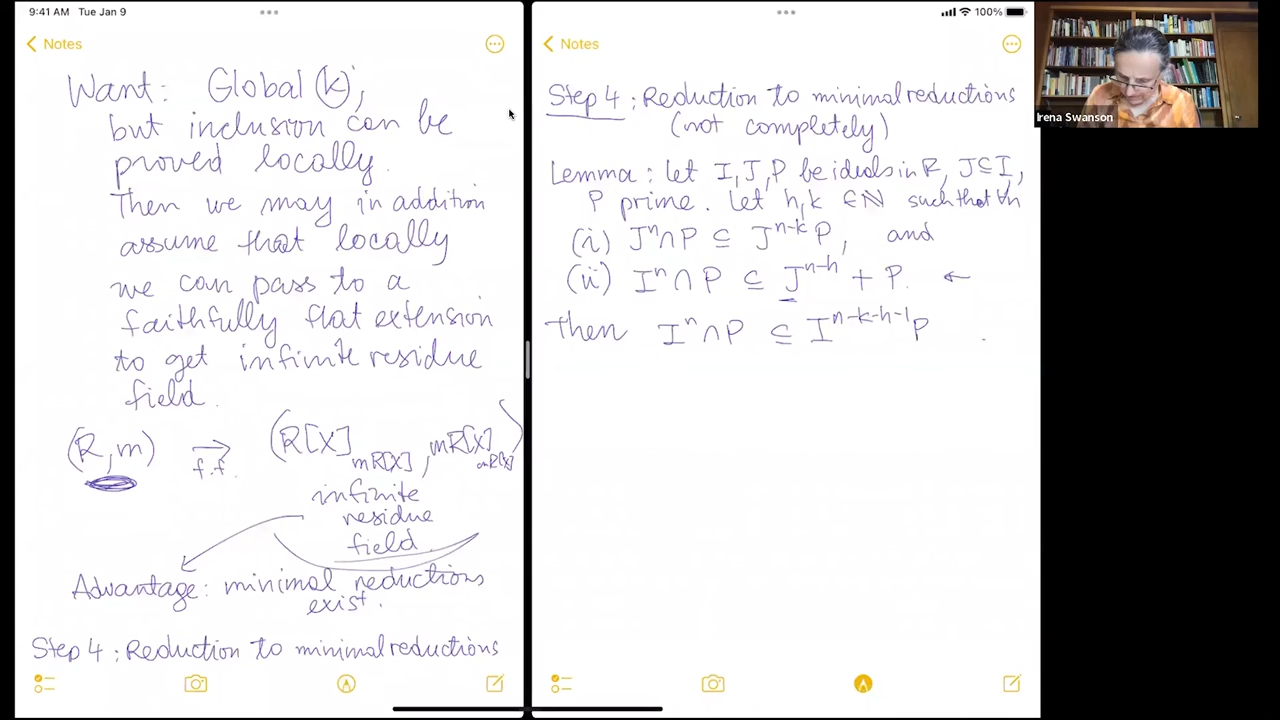 9:41 AM Tue Jan 9
Notes
Want: Global (k);
but inclusion can be
proved locally.
Then we may in addition
assume that locally
we can pass to a
faithfully flat extension
to get infinite residue
field.
(R,m) → f.f. (R[X]_{mR[X]}, mR[X]_{mR[X]})
infinite
residue
field.
Advantage: minimal reductions
exist.
Step 4: Reduction to minimal reductions
100%
Notes
Step 4: Reduction to minimal reductions
(not completely)
Lemma: Let I, J, P be ideals in R, J ⊆ I,
P prime. Let h, k ∈ ℕ such that ∀n
(i) J^n ∩ P ⊆ J^{n-k} P, and
(ii) I^n ∩ P ⊆ J^{n-h} + P. ←
Then I^n ∩ P ⊆ I^{n-k-h-1} P.
Irena Swanson